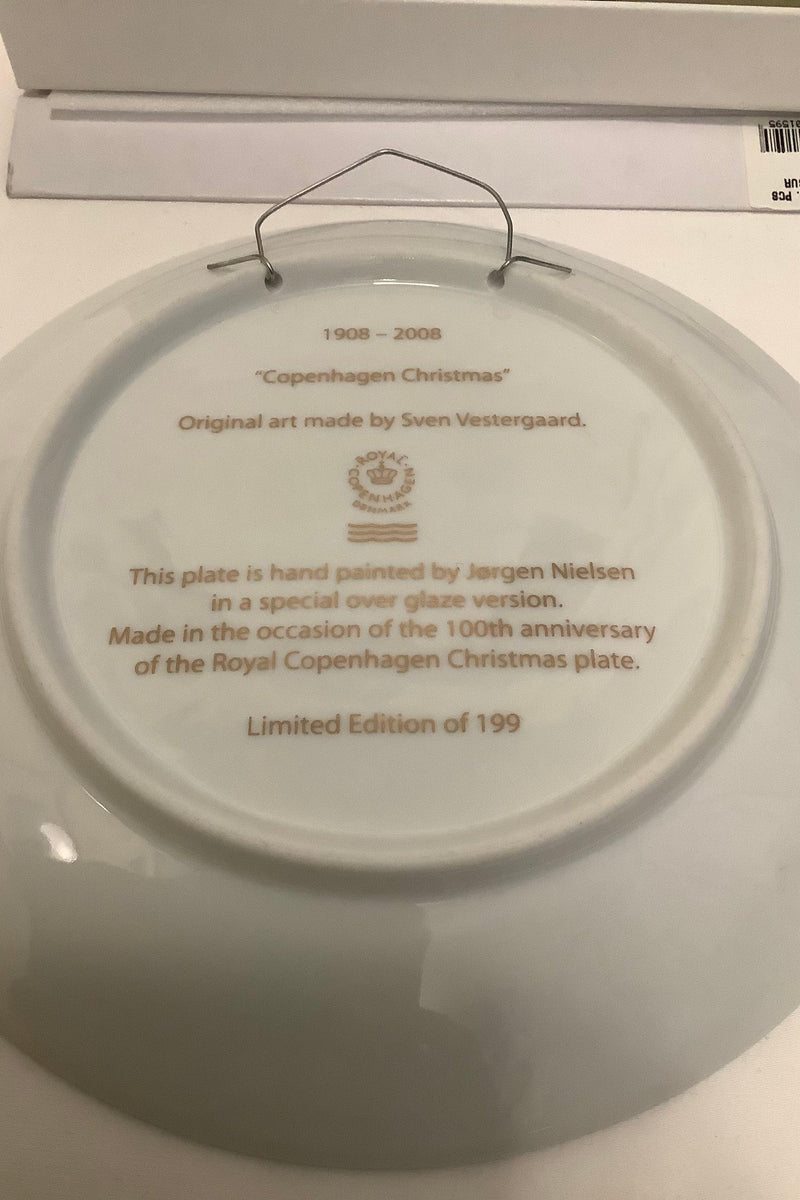 1908 – 2008
“Copenhagen Christmas”
Original art made by Sven Vestergaard.
ROYAL
COPENHAGEN
DENMARK
This plate is hand painted by Jørgen Nielsen
in a special over glaze version.
Made in the occasion of the 100th anniversary
of the Royal Copenhagen Christmas plate.
Limited Edition of 199
PC8